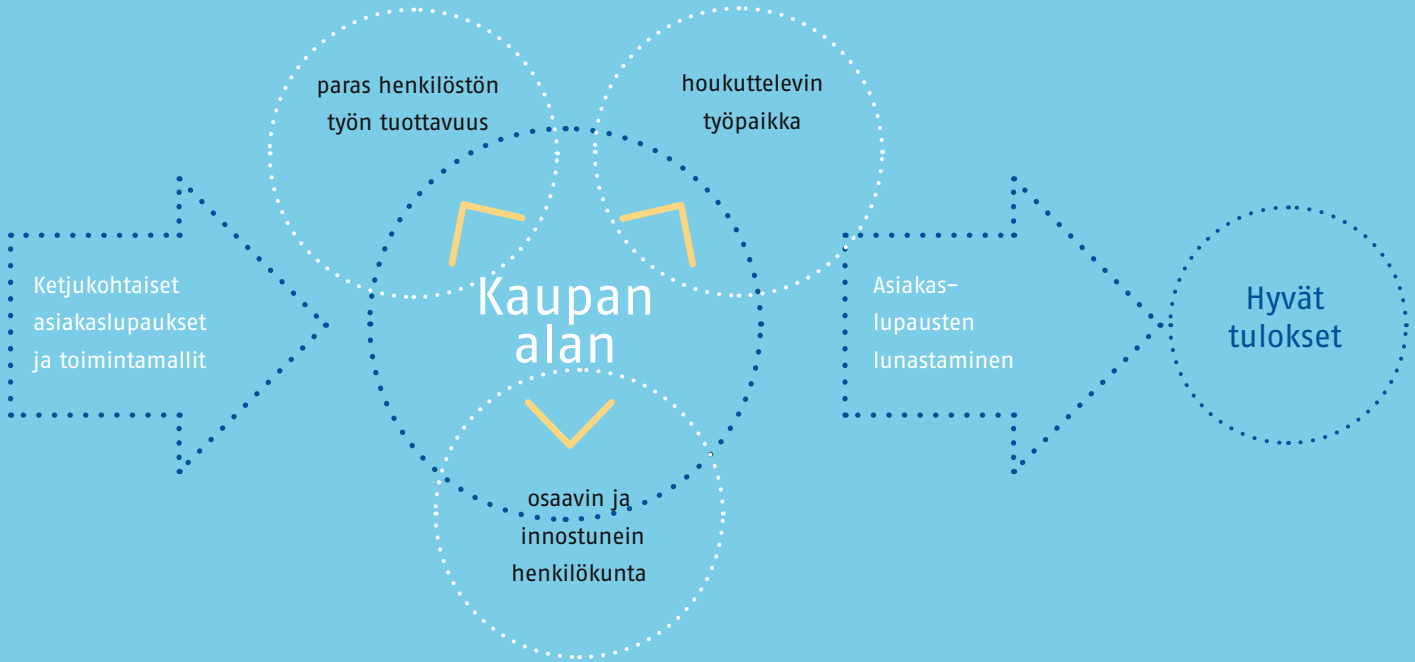 Ketjukohtaiset
asiakaslupaukset
ja toimintamallit
paras henkilöstön
työn tuottavuus
houkuttelevin
työpaikka
Kaupan
alan
osaavin ja
innostunein
henkilökunta
Asiakas–
lupausten
lunastaminen
Hyvät
tulokset